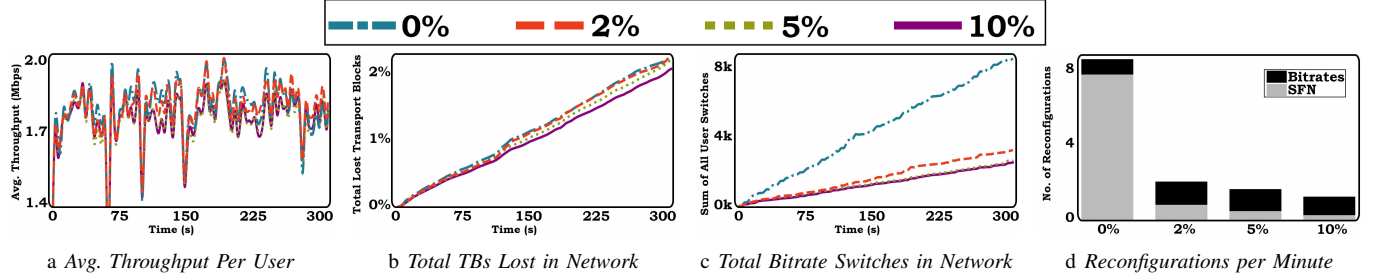 0% 2% 5% 10%
Avg. Throughput (Mbps)
2.0
1.7
1.4
0 75 150 225 300
Time (s)
a Avg. Throughput Per User
Total Lost Transport Blocks
2%
1%
0%
0 75 150 225 300
Time (s)
b Total TBs Lost in Network
Sum of All User Switches
8k
4k
0k
0 75 150 225 300
Time (s)
c Total Bitrate Switches in Network
No. of Reconfigurations
8
4
0
Bitrates
SFN
0% 2% 5% 10%
d Reconfigurations per Minute